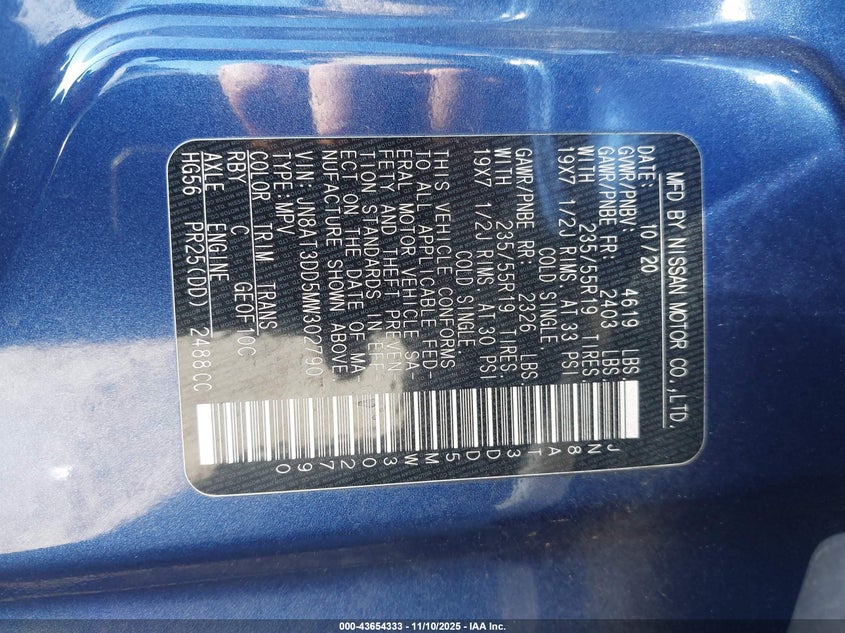 MFD BY NISSAN MOTOR CO.,LTD.
DATE: 10/20
GVWR/PNBV: 4619 LBS.
GAWR/PNBE FR: 2403 LBS.
WITH 235/55R19 TIRES.
19X7 1/2J RIMS AT 33 PSI
COLD SINGLE
GAWR/PNBE RR: 2326 LBS.
WITH 235/55R19 TIRES.
19X7 1/2J RIMS AT 30 PSI
COLD SINGLE.
THIS VEHICLE CONFORMS
TO ALL APPLICABLE FED-
ERAL MOTOR VEHICLE SA-
FETY AND THEFT PREVEN
TION STANDARDS IN EFF
ECT ON THE DATE OF MA-
NUFACTURE SHOWN ABOVE
VIN: JN8AT3DD5MW302790
TYPE: MPV
COLOR TRIM TRANS
RBY C GEOF10C
AXLE ENGINE
HG56 PR25(DD) 2488CC
JN8AT3DD5MW302790
000-43654333 - 11/10/2025 - IAA Inc.